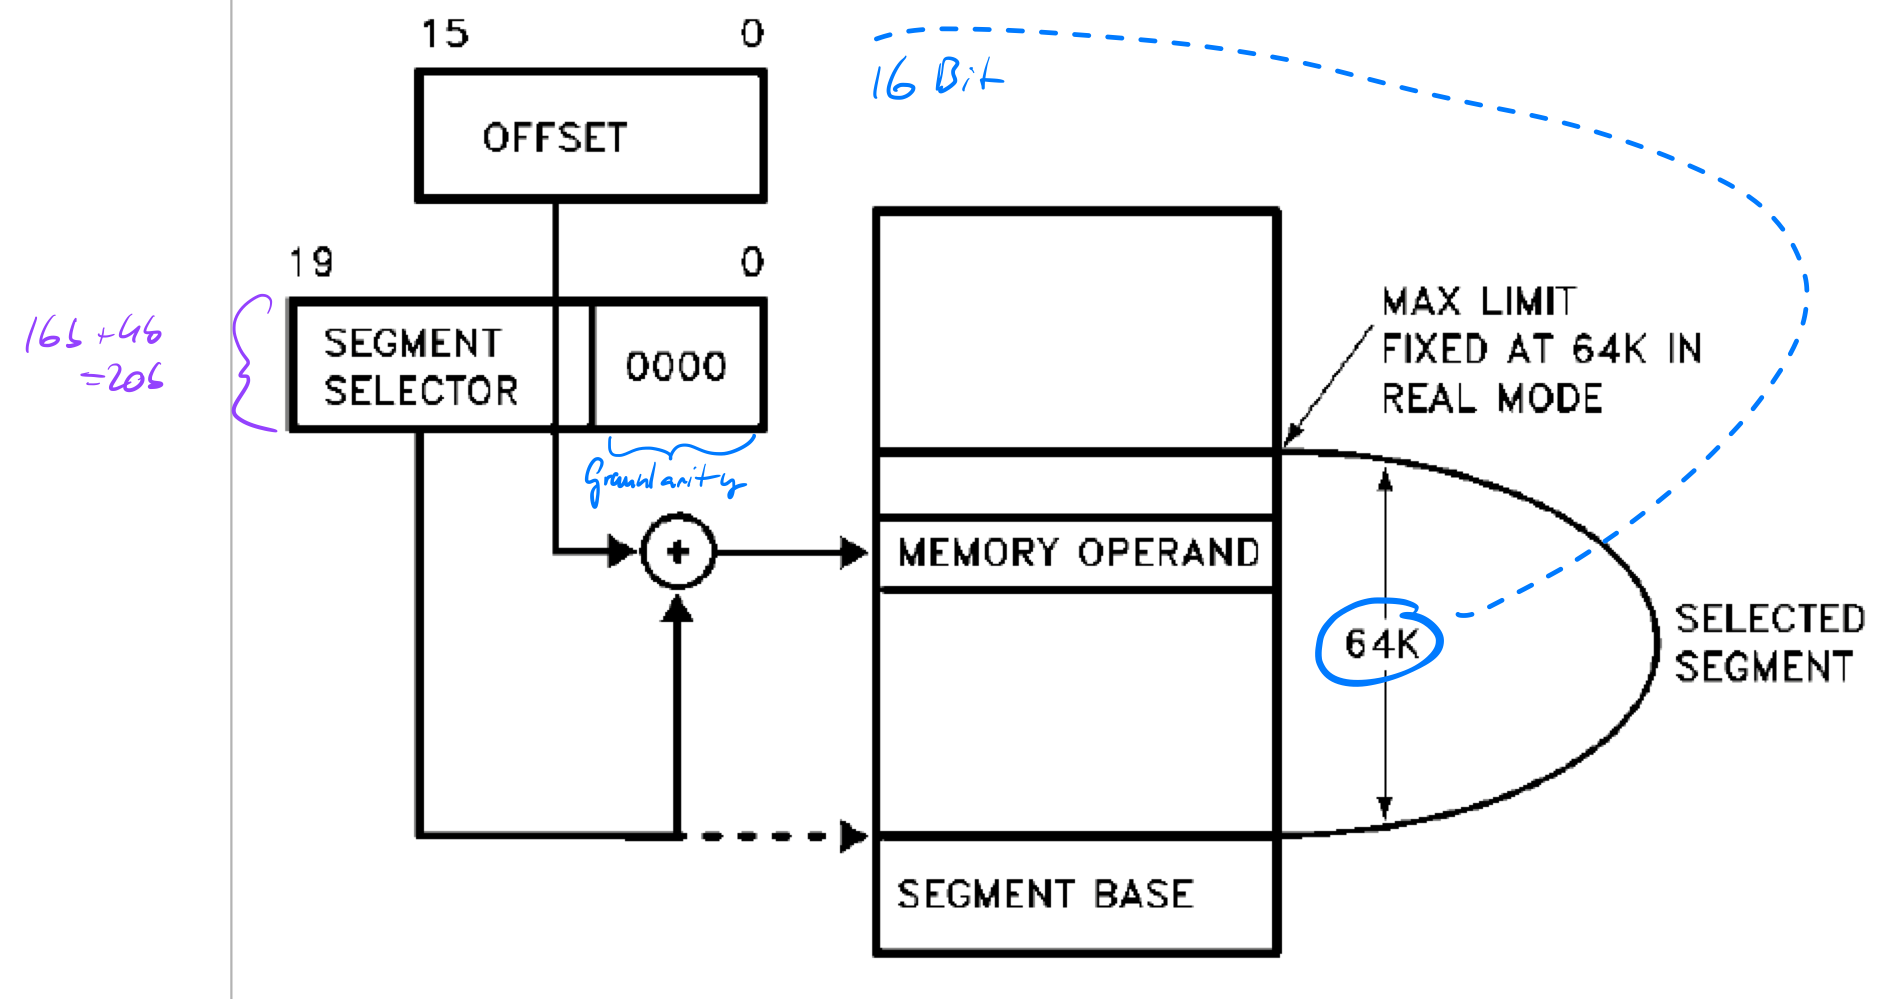 15 0
16 Bit
OFFSET
19 0
16b + 4b
=20b
SEGMENT
SELECTOR
0000
Granularity
+
MAX LIMIT
FIXED AT 64K IN
REAL MODE
MEMORY OPERAND
64K
SELECTED
SEGMENT
SEGMENT BASE